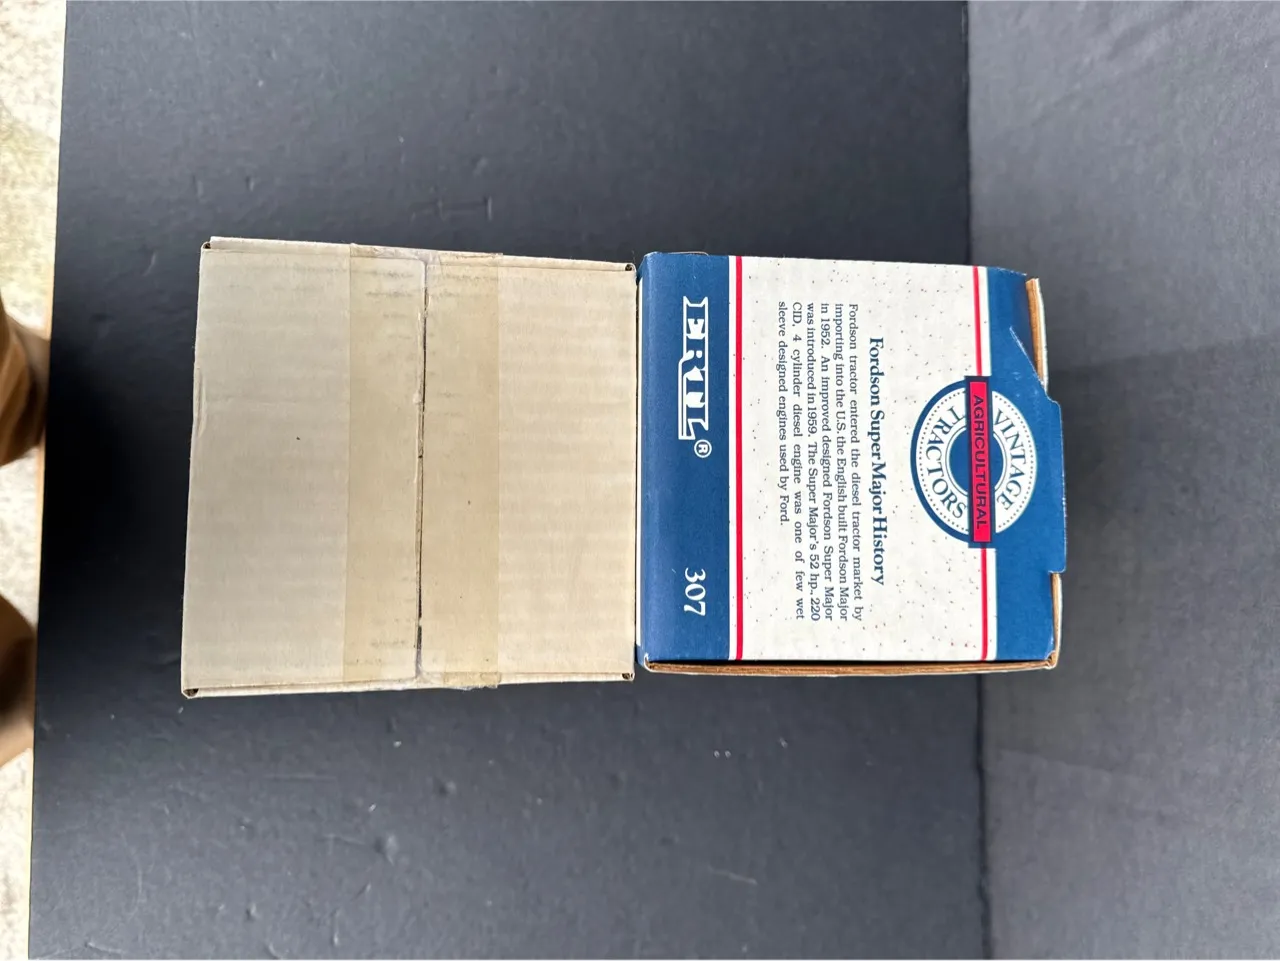 VINTAGE
AGRICULTURAL
TRACTORS
Fordson Super Major History
Fordson tractor entered the diesel tractor market by
importing into the U.S. the English built Fordson Major
in 1952. An improved designed Fordson Super Major
was introduced in 1959. The Super Major's 52 hp., 220
CID, 4 cylinder diesel engine was one of few wet
sleeve designed engines used by Ford.
ERTL® 307